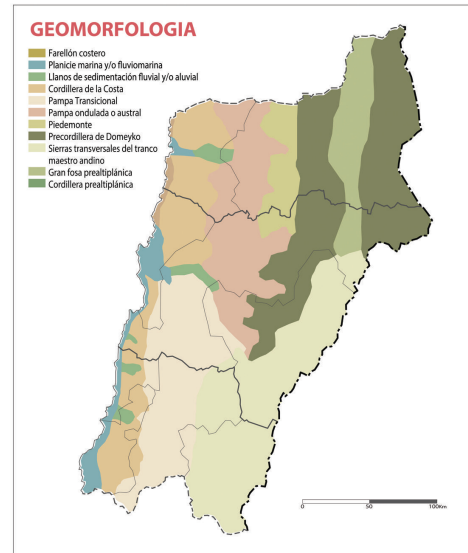 GEOMORFOLOGIA
Farellón costero
Planicie marina y/o fluviomarina
Llanos de sedimentación fluvial y/o aluvial
Cordillera de la Costa
Pampa Transicional
Pampa ondulada o austral
Piedemonte
Precordillera de Domeyko
Sierras transversales del tranco
maestro andino
Gran fosa prealtiplánica
Cordillera prealtiplánica
0 50 100Km